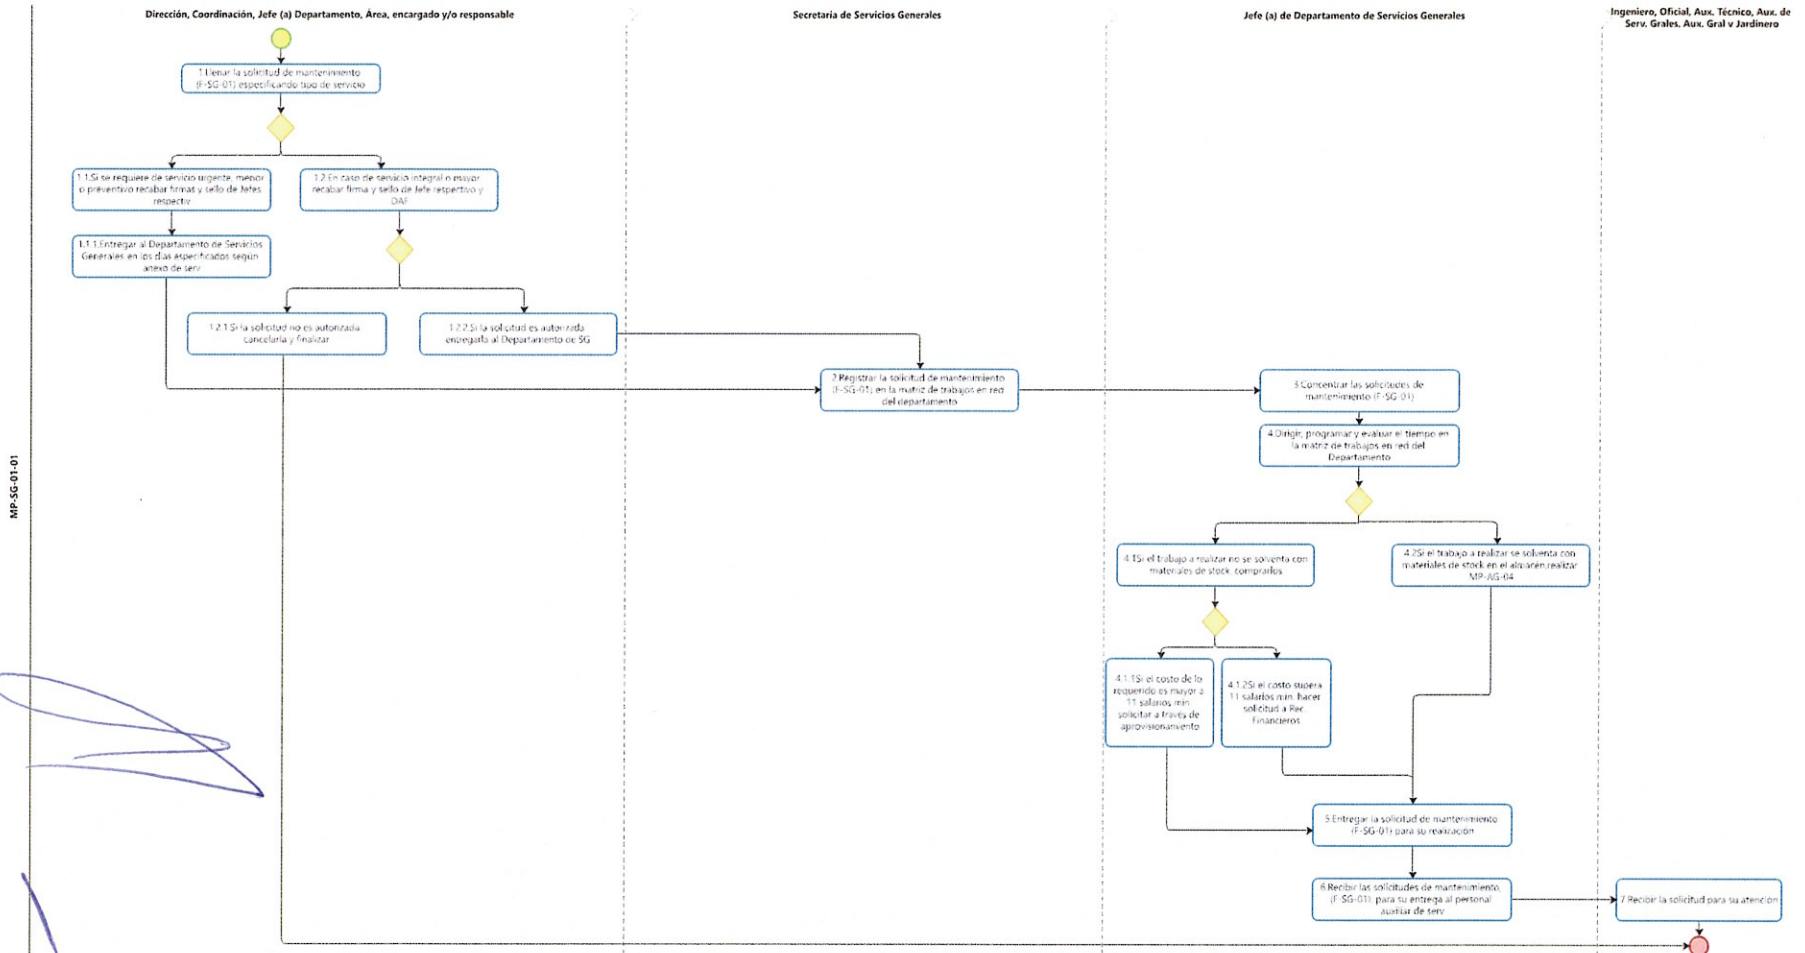 Dirección, Coordinación, Jefe (a) Departamento, Área, encargado y/o responsable
Secretaria de Servicios Generales
Jefe (a) de Departamento de Servicios Generales
Ingeniero, Oficial, Aux. Técnico, Aux. de
Serv. Grales, Aux. Gral y Jardinero
MP-SG-01-01
1.Llenar la solicitud de mantenimiento
(F-SG-01) especificando tipo de servicio
1.1.Si se requiere de servicio urgente, menor
o preventivo recabar firmas y sello de Jefes
respectiv
1.2.En caso de servicio integral o mayor
recabar firma y sello de Jefe respectivo y
DAF
1.1.1.Entregar al Departamento de Servicios
Generales en los días especificados según
anexo de serv
1.2.1.Si la solicitud no es autorizada
cancelarla y finalizar
1.2.2.Si la solicitud es autorizada
entregarla al Departamento de SG
2.Registrar la solicitud de mantenimiento
(F-SG-01) en la matriz de trabajos en red
del departamento
3.Concentrar las solicitudes de
mantenimiento (F-SG-01)
4.Dirigir, programar y evaluar el tiempo en
la matriz de trabajos en red del
Departamento
4.1Si el trabajo a realizar no se solventa con
materiales de stock, comprarlos
4.2Si el trabajo a realizar se solventa con
materiales de stock en el almacén,realizar
MP-AG-04
4.1.1Si el costo de lo
requerido es mayor a
11 salarios min
solicitar a través de
aprovisionamiento
4.1.2Si el costo supera
11 salarios min. hacer
solicitud a Rec.
Financieros
5.Entregar la solicitud de mantenimiento
(F-SG-01) para su realización
6.Recibir las solicitudes de mantenimiento,
(F-SG-01) para su entrega al personal
auxiliar de serv
7.Recibir la solicitud para su atención